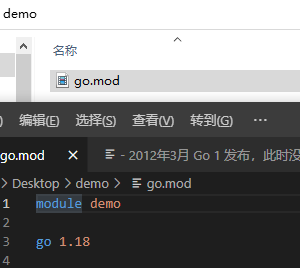 demo
名称
go.mod
编辑(E) 选择(S) 查看(V) 转到(G)
go.mod - 2012年3月 Go 1 发布，此时没
Desktop > demo > go.mod
1 module demo
2
3 go 1.18
4